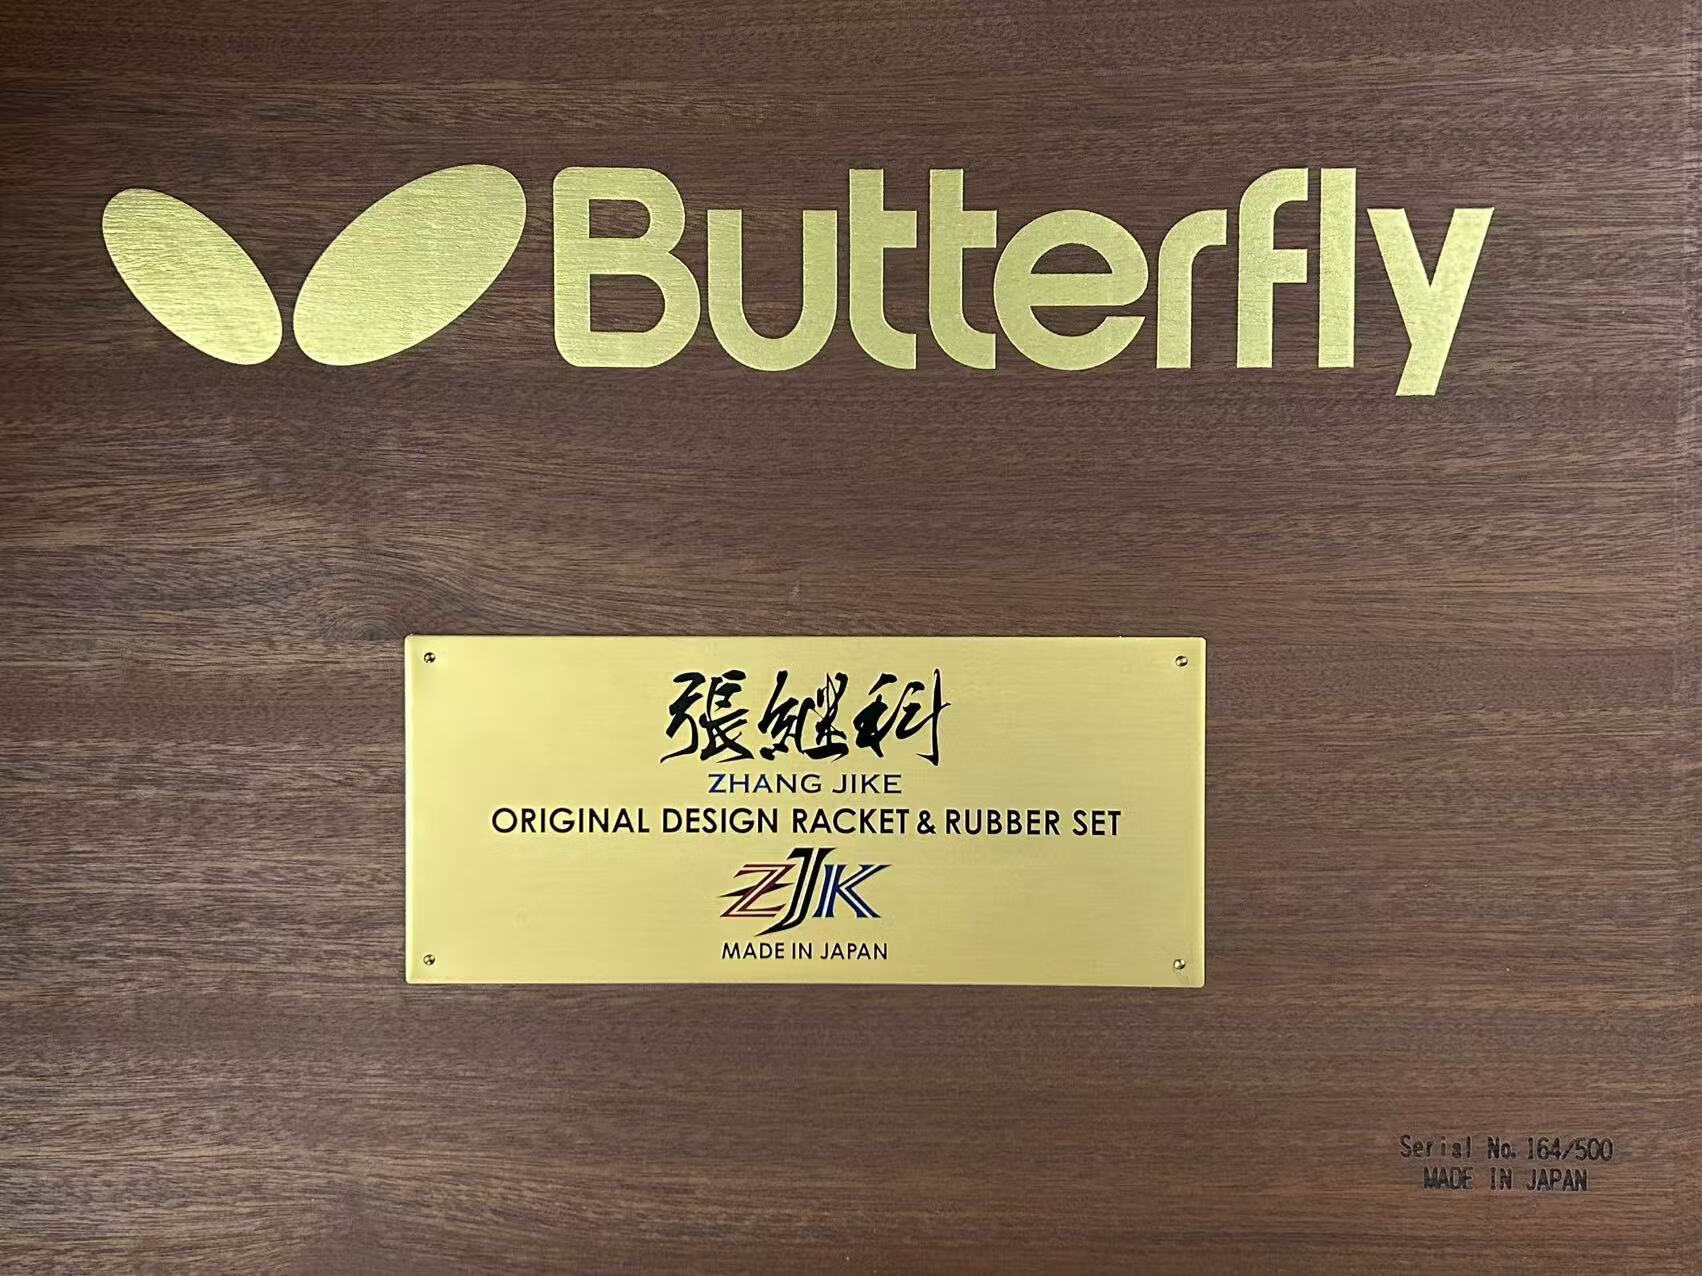 Butterfly
張継科
ZHANG JIKE
ORIGINAL DESIGN RACKET & RUBBER SET
ZJK
MADE IN JAPAN
Serial No. 164/500
MADE IN JAPAN